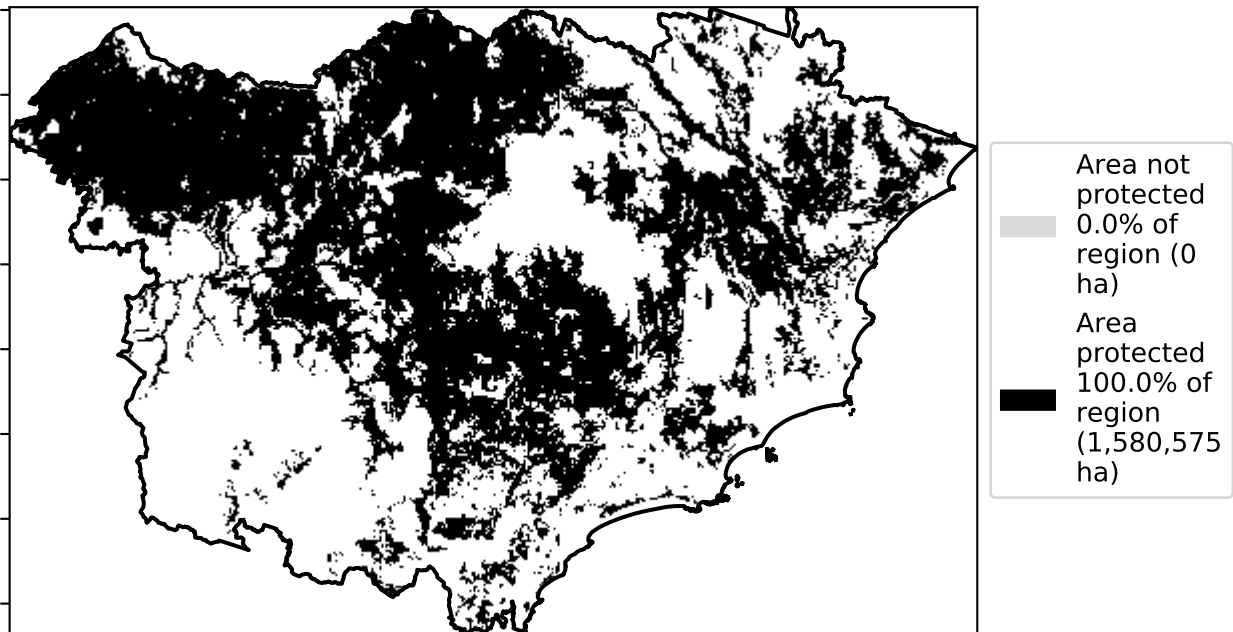 Area not
protected
0.0% of
region (0
ha)
Area
protected
100.0% of
region
(1,580,575
ha)